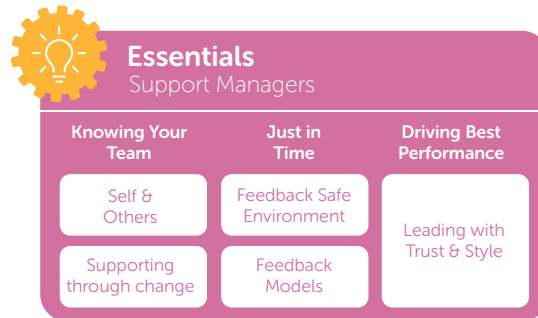 Essentials
Support Managers
Knowing Your
Team
Self &
Others
Supporting
through change
Just in
Time
Feedback Safe
Environment
Feedback
Models
Driving Best
Performance
Leading with
Trust & Style